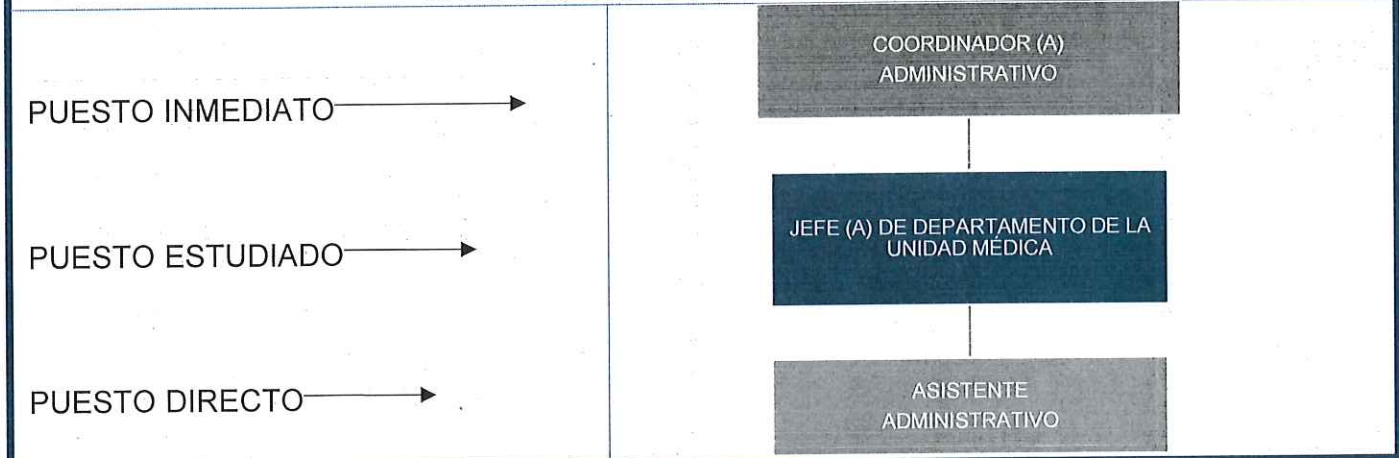 COORDINADOR (A)
ADMINISTRATIVO
PUESTO INMEDIATO
JEFE (A) DE DEPARTAMENTO DE LA
UNIDAD MÉDICA
PUESTO ESTUDIADO
ASISTENTE
ADMINISTRATIVO
PUESTO DIRECTO